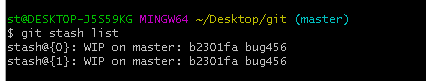 st@DESKTOP-J5S59KG MINGW64 ~/Desktop/git (master)
$ git stash list
stash@{0}: WIP on master: b2301fa bug456
stash@{1}: WIP on master: b2301fa bug456